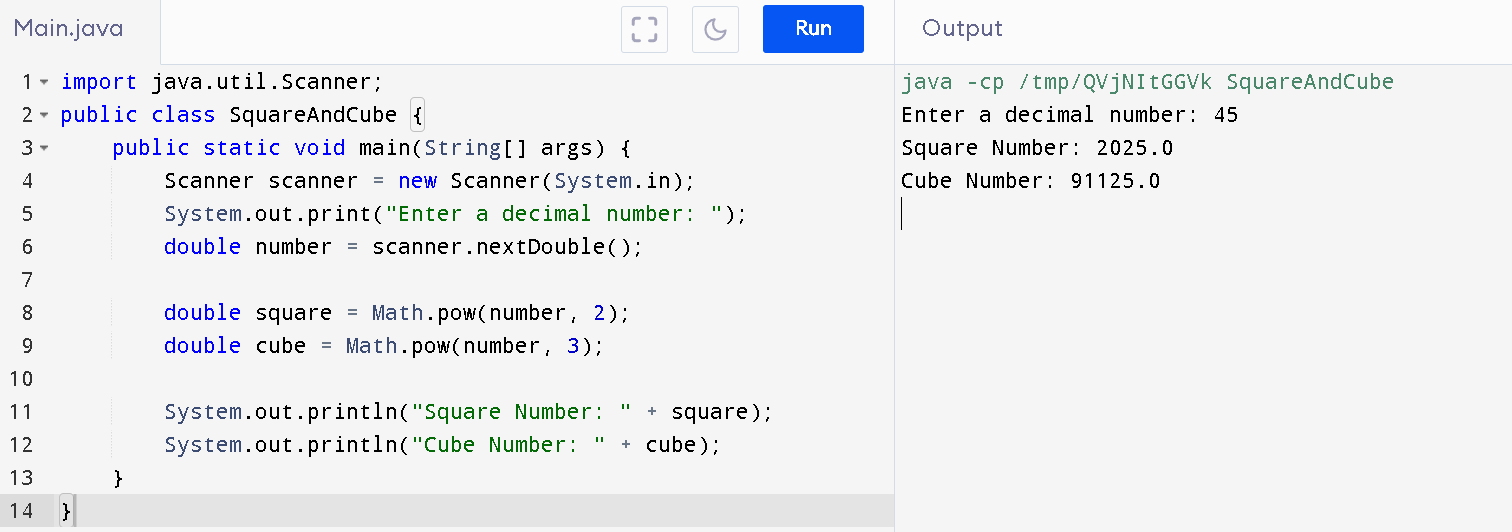 Main.java
Run
Output
1 import java.util.Scanner;
2 public class SquareAndCube {
3     public static void main(String[] args) {
4         Scanner scanner = new Scanner(System.in);
5         System.out.print("Enter a decimal number: ");
6         double number = scanner.nextDouble();
7
8         double square = Math.pow(number, 2);
9         double cube = Math.pow(number, 3);
10
11         System.out.println("Square Number: " + square);
12         System.out.println("Cube Number: " + cube);
13     }
14 }
java -cp /tmp/QVjNItGGVk SquareAndCube
Enter a decimal number: 45
Square Number: 2025.0
Cube Number: 91125.0